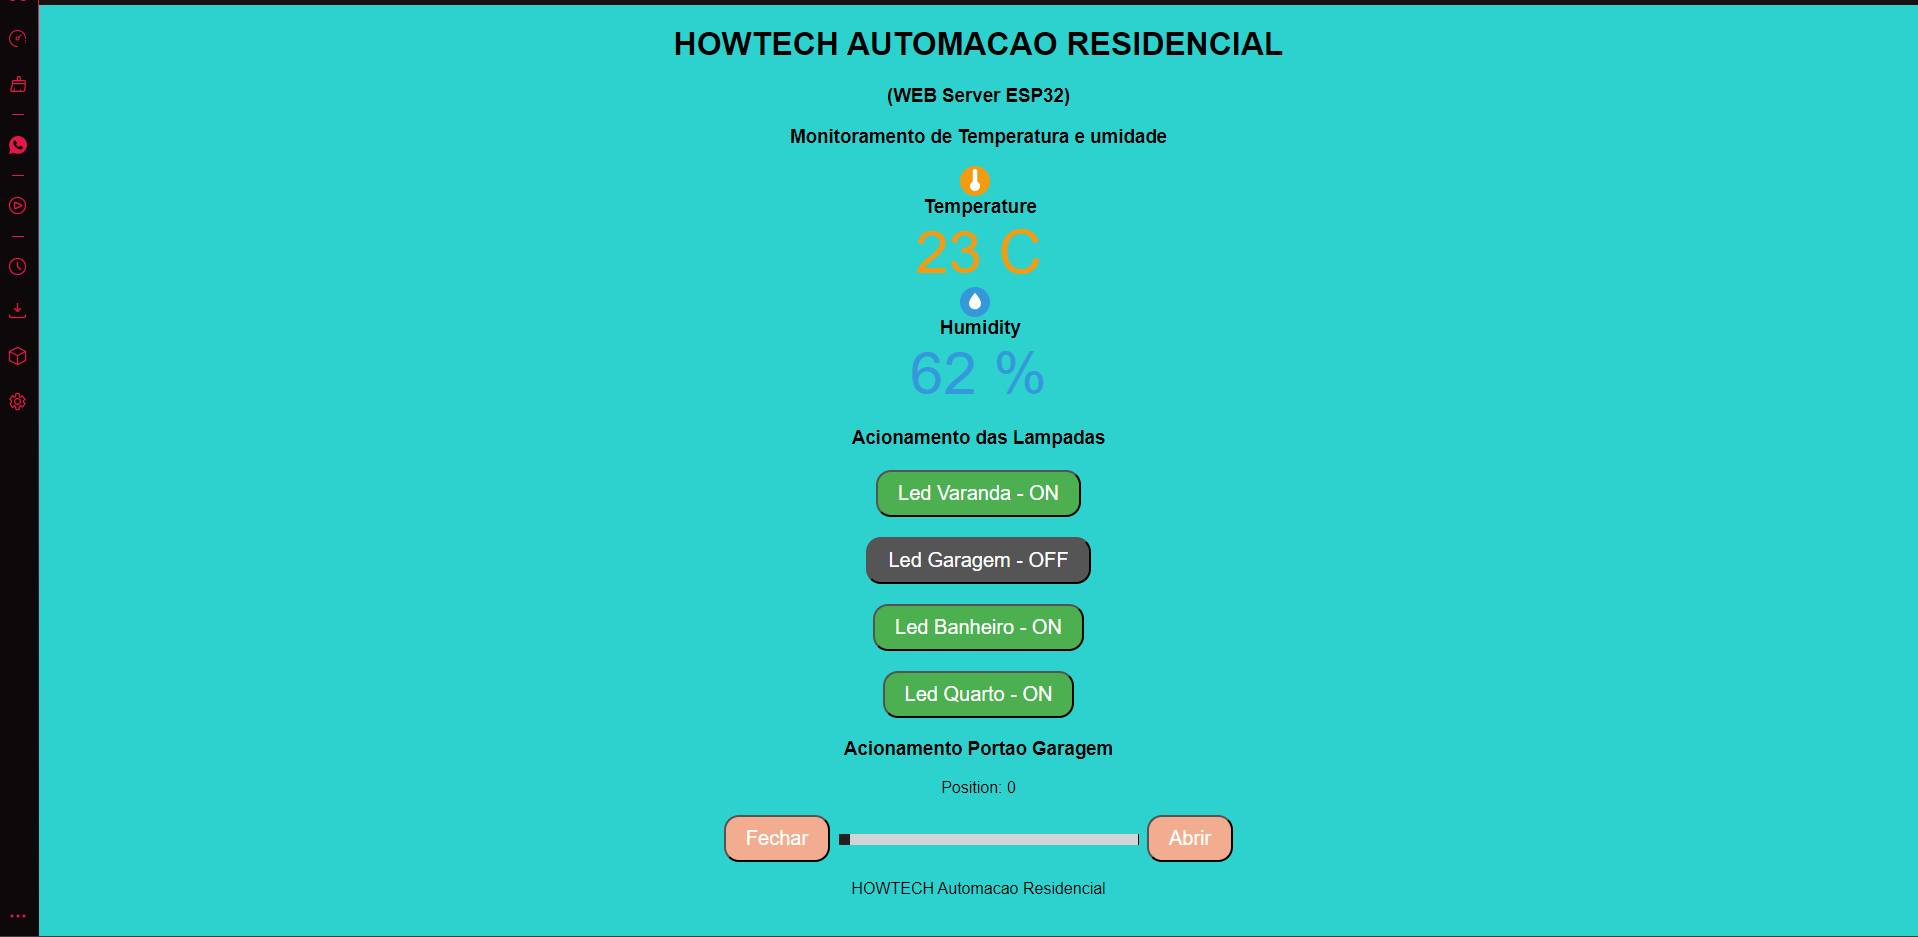 HOWTECH AUTOMACAO RESIDENCIAL
(WEB Server ESP32)
Monitoramento de Temperatura e umidade
Temperature
23 C
Humidity
62 %
Acionamento das Lampadas
Led Varanda - ON
Led Garagem - OFF
Led Banheiro - ON
Led Quarto - ON
Acionamento Portao Garagem
Position: 0
Fechar Abrir
HOWTECH Automacao Residencial